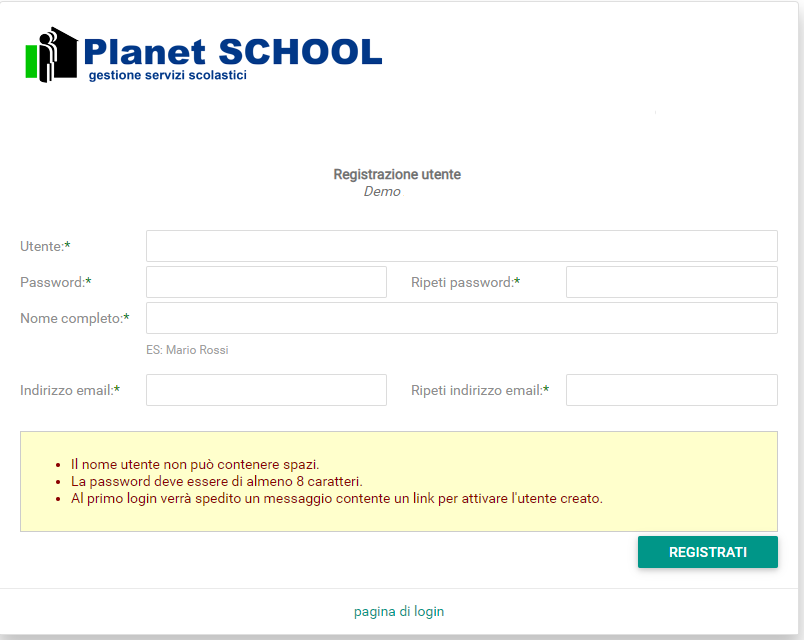 Planet SCHOOL
gestione servizi scolastici
Registrazione utente
Demo
Utente:*
Password:* Ripeti password:*
Nome completo:*
ES: Mario Rossi
Indirizzo email:* Ripeti indirizzo email:*
• Il nome utente non può contenere spazi.
• La password deve essere di almeno 8 caratteri.
• Al primo login verrà spedito un messaggio contente un link per attivare l'utente creato.
REGISTRATI
pagina di login